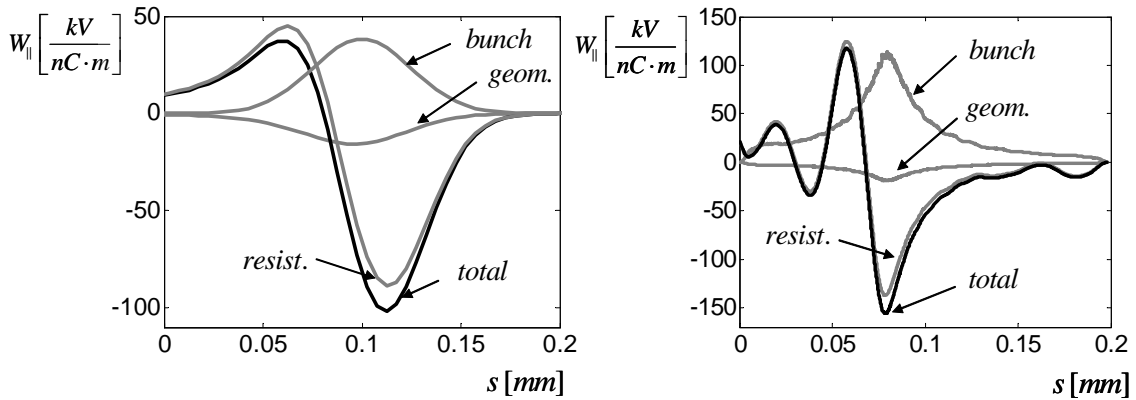 W∥ [kV / nC · m]
50
0
-50
-100
bunch
geom.
resist.
total
0 0.05 0.1 0.15 0.2
s [mm]
W∥ [kV / nC · m]
150
100
50
0
-50
-100
-150
bunch
geom.
resist.
total
0 0.05 0.1 0.15 0.2
s [mm]